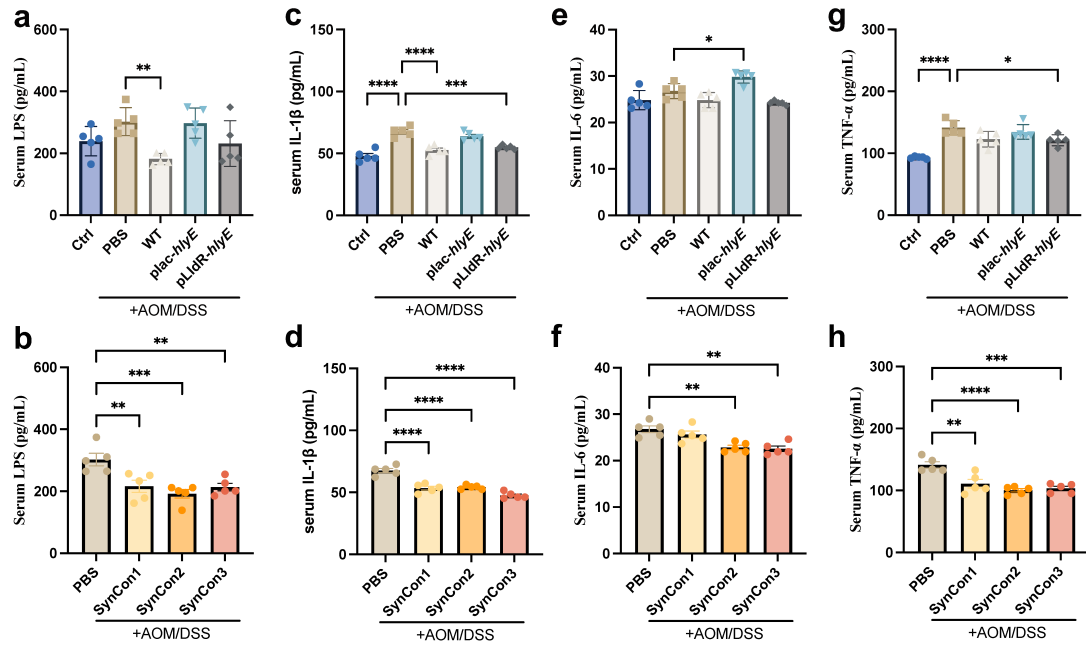 a
Serum LPS (pg/mL)
600
400
200
0
**
Ctrl
PBS
WT
plac-hlyE
pLldR-hlyE
+AOM/DSS
c
serum IL-1β (pg/mL)
150
100
50
0
****
****
***
Ctrl
PBS
WT
plac-hlyE
pLldR-hlyE
+AOM/DSS
e
Serum IL-6 (pg/mL)
40
30
20
10
0
*
Ctrl
PBS
WT
plac-hlyE
pLldR-hlyE
+AOM/DSS
g
Serum TNF-α (pg/mL)
300
200
100
0
****
*
Ctrl
PBS
WT
plac-hlyE
pLldR-hlyE
+AOM/DSS
b
Serum LPS (pg/mL)
600
400
200
0
**
***
**
PBS
SynCon1
SynCon2
SynCon3
+AOM/DSS
d
serum IL-1β (pg/mL)
150
100
50
0
****
****
****
PBS
SynCon1
SynCon2
SynCon3
+AOM/DSS
f
Serum IL-6 (pg/mL)
40
30
20
10
0
**
**
PBS
SynCon1
SynCon2
SynCon3
+AOM/DSS
h
Serum TNF-α (pg/mL)
300
200
100
0
***
****
**
PBS
SynCon1
SynCon2
SynCon3
+AOM/DSS